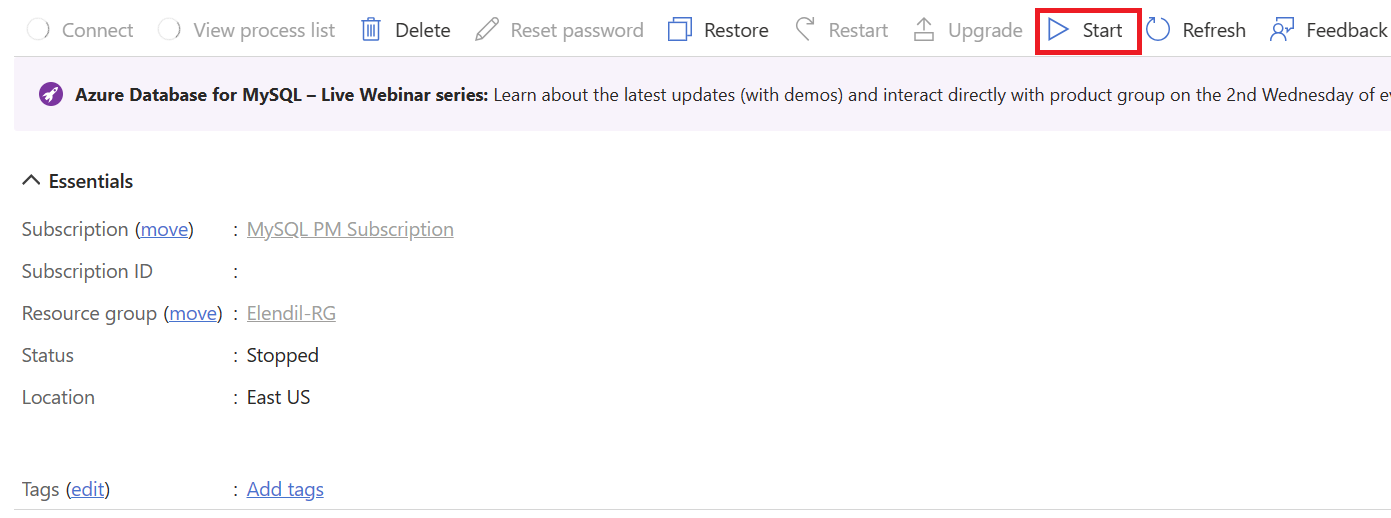 Connect View process list Delete Reset password Restore Restart Upgrade Start Refresh Feedback
Azure Database for MySQL – Live Webinar series: Learn about the latest updates (with demos) and interact directly with product group on the 2nd Wednesday of
Essentials
Subscription (move) : MySQL PM Subscription
Subscription ID :
Resource group (move) : Elendil-RG
Status : Stopped
Location : East US
Tags (edit) : Add tags